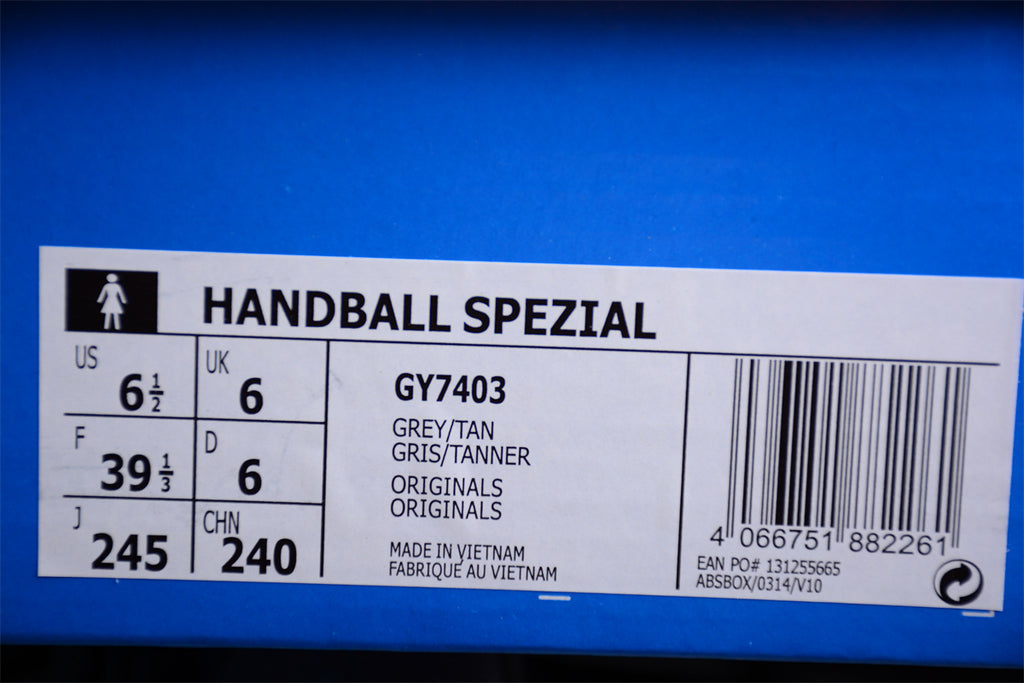 HANDBALL SPEZIAL
US
6 1/2
UK
6
F
39 1/3
D
6
J
245
CHN
240
GY7403
GREY/TAN
GRIS/TANNER
ORIGINALS
ORIGINALS
MADE IN VIETNAM
FABRIQUE AU VIETNAM
4 066751 882261
EAN PO# 131255665
ABSBOX/0314/V10